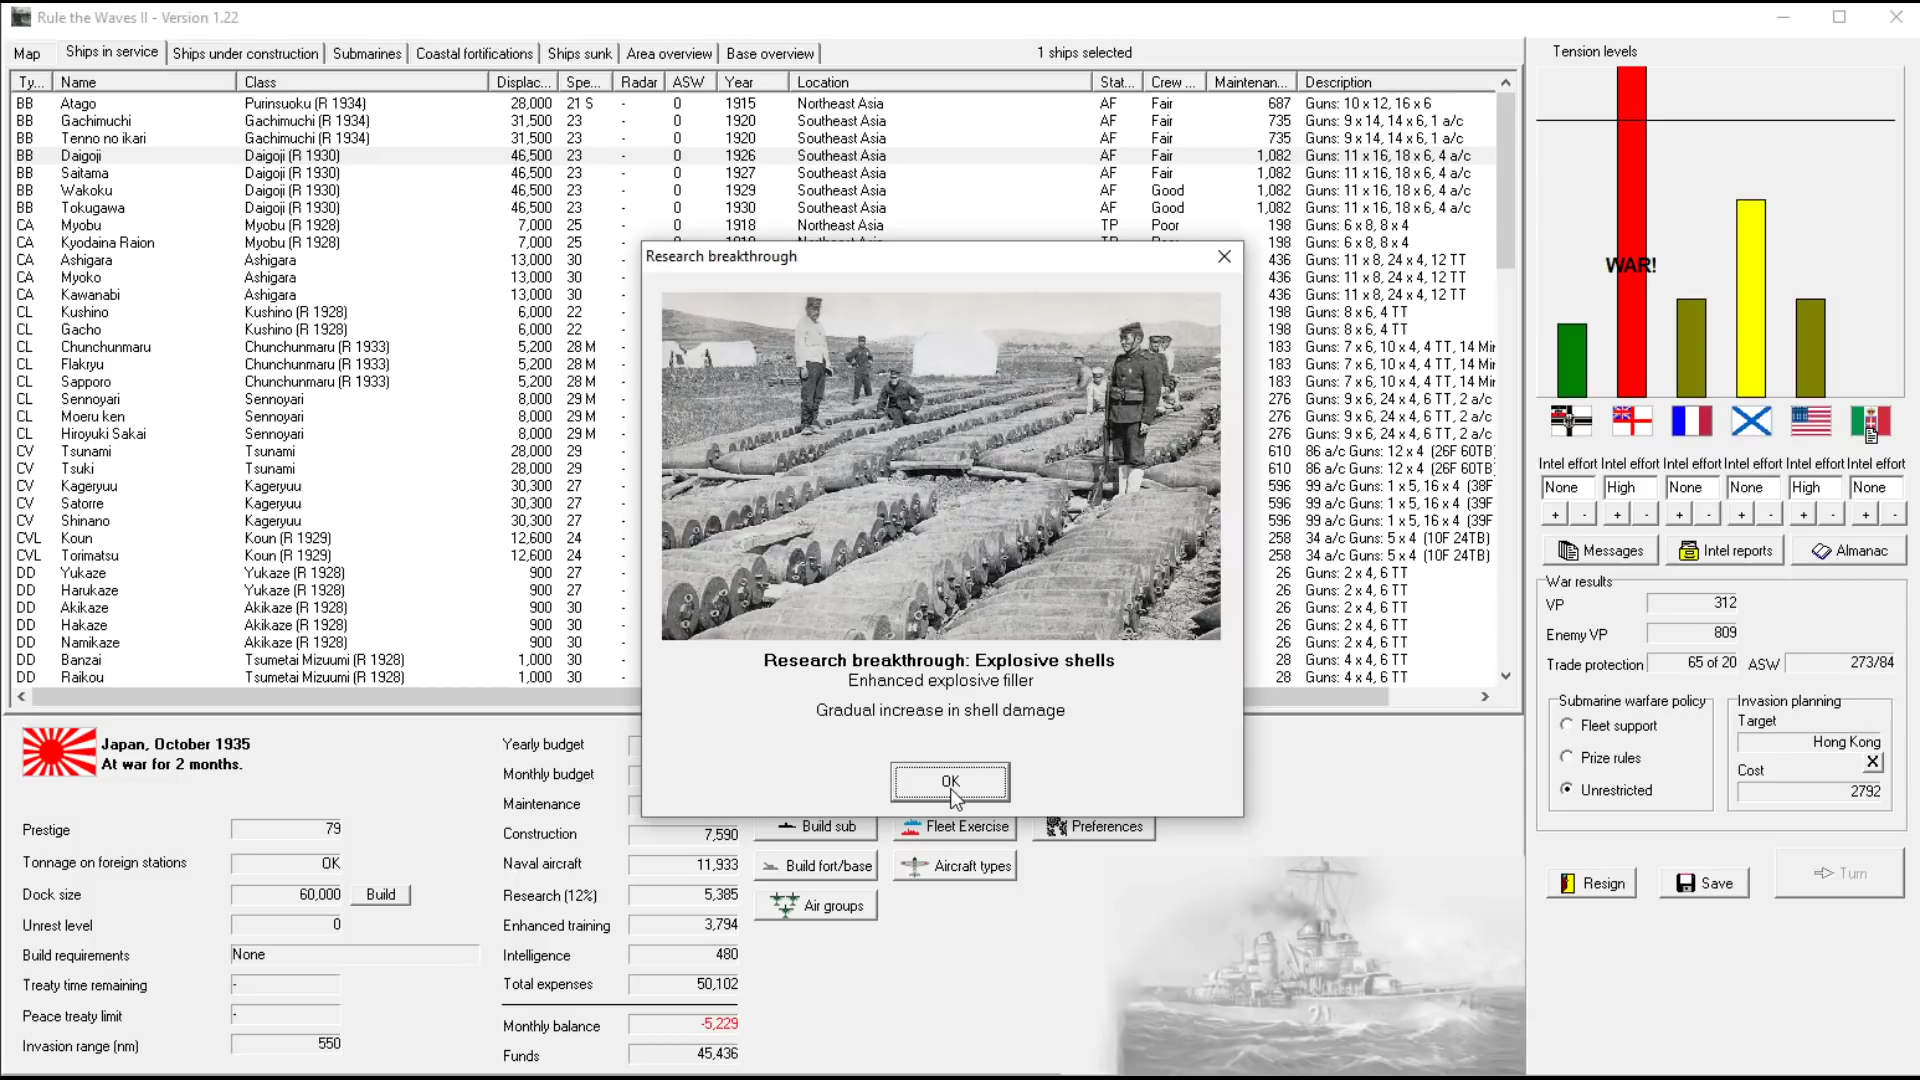 Rule the Waves II - Version 1.22
Map
Ships in service
Ships under construction
Submarines
Coastal fortifications
Ships sunk
Area overview
Base overview
1 ships selected
Ty... Name Class Displac... Spe... Radar ASW Year Location Stat... Crew ... Maintenan... Description
BB Atago Purinsuoku (R 1934) 28,000 21 S - 0 1915 Northeast Asia AF Fair 687 Guns: 10 x 12, 16 x 6
BB Gachimuchi Gachimuchi (R 1934) 31,500 23 - 0 1920 Southeast Asia AF Fair 735 Guns: 9 x 14, 14 x 6, 1 a/c
BB Tenno no ikari Gachimuchi (R 1934) 31,500 23 - 0 1920 Southeast Asia AF Fair 735 Guns: 9 x 14, 14 x 6, 1 a/c
BB Daigoji Daigoji (R 1930) 46,500 23 - 0 1926 Southeast Asia AF Fair 1,082 Guns: 11 x 16, 18 x 6, 4 a/c
BB Saitama Daigoji (R 1930) 46,500 23 - 0 1927 Southeast Asia AF Fair 1,082 Guns: 11 x 16, 18 x 6, 4 a/c
BB Wakoku Daigoji (R 1930) 46,500 23 - 0 1929 Southeast Asia AF Good 1,082 Guns: 11 x 16, 18 x 6, 4 a/c
BB Tokugawa Daigoji (R 1930) 46,500 23 - 0 1930 Southeast Asia AF Good 1,082 Guns: 11 x 16, 18 x 6, 4 a/c
CA Myobu Myobu (R 1928) 7,000 25 - 0 1918 Northeast Asia TP Poor 198 Guns: 6 x 8, 8 x 4
CA Kyodaina Raion Myobu (R 1928) 7,000 25 - 198 Guns: 6 x 8, 8 x 4
CA Ashigara Ashigara 13,000 30 - 436 Guns: 11 x 8, 24 x 4, 12 TT
CA Myoko Ashigara 13,000 30 - 436 Guns: 11 x 8, 24 x 4, 12 TT
CA Kawanabi Ashigara 13,000 30 - 436 Guns: 11 x 8, 24 x 4, 12 TT
CL Kushino Kushino (R 1928) 6,000 22 - 198 Guns: 8 x 6, 4 TT
CL Gacho Kushino (R 1928) 6,000 22 - 198 Guns: 8 x 6, 4 TT
CL Chunchunmaru Chunchunmaru (R 1933) 5,200 28 M - 183 Guns: 7 x 6, 10 x 4, 4 TT, 14 Mir
CL Flakryu Chunchunmaru (R 1933) 5,200 28 M - 183 Guns: 7 x 6, 10 x 4, 4 TT, 14 Mir
CL Sapporo Chunchunmaru (R 1933) 5,200 28 M - 183 Guns: 7 x 6, 10 x 4, 4 TT, 14 Mir
CL Sennoyari Sennoyari 8,000 29 M - 276 Guns: 9 x 6, 24 x 4, 6 TT, 2 a/c
CL Moeru ken Sennoyari 8,000 29 M - 276 Guns: 9 x 6, 24 x 4, 6 TT, 2 a/c
CL Hiroyuki Sakai Sennoyari 8,000 29 M - 276 Guns: 9 x 6, 24 x 4, 6 TT, 2 a/c
CV Tsunami Tsunami 28,000 29 - 610 86 a/c Guns: 12 x 4 (26F 60TB
CV Tsuki Tsunami 28,000 29 - 610 86 a/c Guns: 12 x 4 (26F 60TB
CV Kageryuu Kageryuu 30,300 27 - 596 99 a/c Guns: 1 x 5, 16 x 4 (38F
CV Satorre Kageryuu 30,300 27 - 596 99 a/c Guns: 1 x 5, 16 x 4 (39F
CV Shinano Kageryuu 30,300 27 - 596 99 a/c Guns: 1 x 5, 16 x 4 (39F
CVL Koun Koun (R 1929) 12,600 24 - 258 34 a/c Guns: 5 x 4 (10F 24TB)
CVL Torimatsu Koun (R 1929) 12,600 24 - 258 34 a/c Guns: 5 x 4 (10F 24TB)
DD Yukaze Yukaze (R 1928) 900 27 - 26 Guns: 2 x 4, 6 TT
DD Harukaze Yukaze (R 1928) 900 27 - 26 Guns: 2 x 4, 6 TT
DD Akikaze Akikaze (R 1928) 900 30 - 26 Guns: 2 x 4, 6 TT
DD Hakaze Akikaze (R 1928) 900 30 - 26 Guns: 2 x 4, 6 TT
DD Namikaze Akikaze (R 1928) 900 30 - 26 Guns: 2 x 4, 6 TT
DD Banzai Tsumetai Mizuumi (R 1928) 1,000 30 - 28 Guns: 4 x 4, 6 TT
DD Raikou Tsumetai Mizuumi (R 1928) 1,000 30 - 28 Guns: 4 x 4, 6 TT
Research breakthrough
Research breakthrough: Explosive shells
Enhanced explosive filler
Gradual increase in shell damage
OK
Japan, October 1935
At war for 2 months.
Prestige 79
Tonnage on foreign stations OK
Dock size 60,000 Build
Unrest level 0
Build requirements None
Treaty time remaining -
Peace treaty limit -
Invasion range (nm) 550
Yearly budget
Monthly budget
Maintenance
Construction 7,590
Naval aircraft 11,933
Research (12%) 5,385
Enhanced training 3,794
Intelligence 480
Total expenses 50,102
Monthly balance -5,229
Funds 45,436
Build sub
Fleet Exercise
Preferences
Build fort/base
Aircraft types
Air groups
Tension levels
WAR!
Intel effort Intel effort Intel effort Intel effort Intel effort Intel effort
None High None None High None
+ - + - + - + - + - + -
Messages
Intel reports
Almanac
War results
VP 312
Enemy VP 809
Trade protection 65 of 20 ASW 273/84
Submarine warfare policy
Fleet support
Prize rules
Unrestricted
Invasion planning
Target
Hong Kong
X
Cost
2792
Resign
Save
Turn